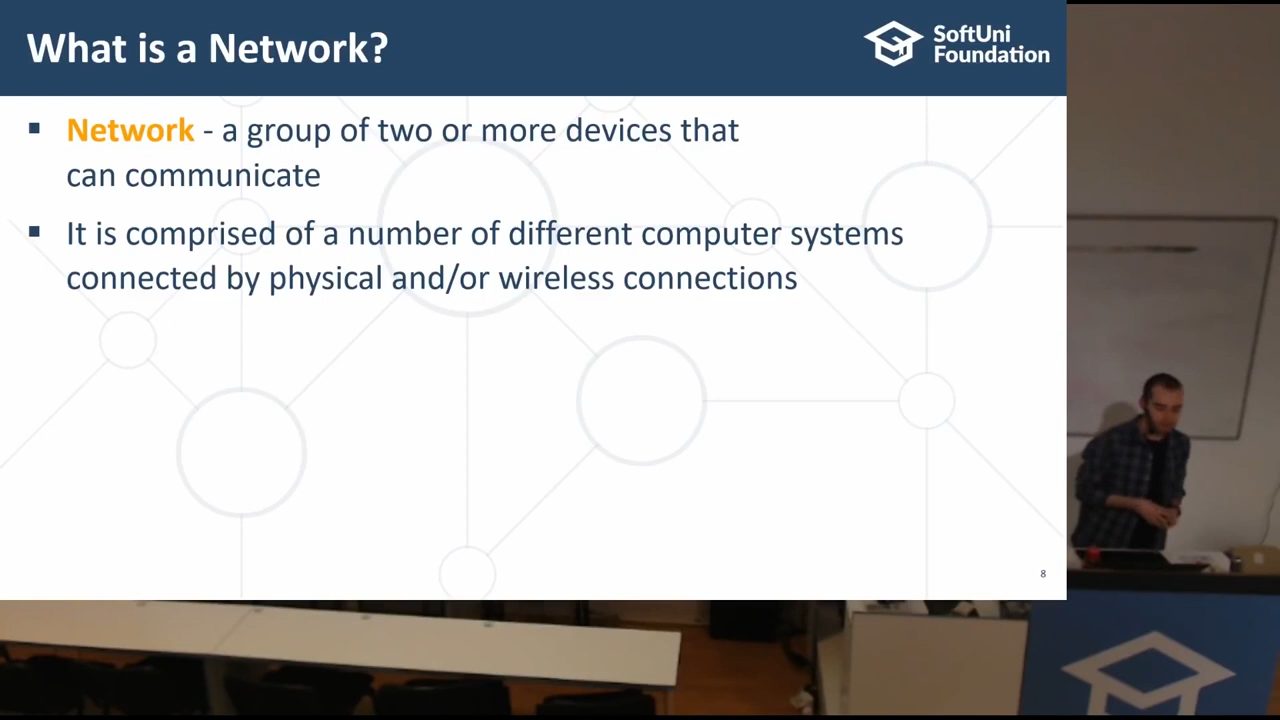 What is a Network?
SoftUni
Foundation
Network - a group of two or more devices that
can communicate
It is comprised of a number of different computer systems
connected by physical and/or wireless connections
8